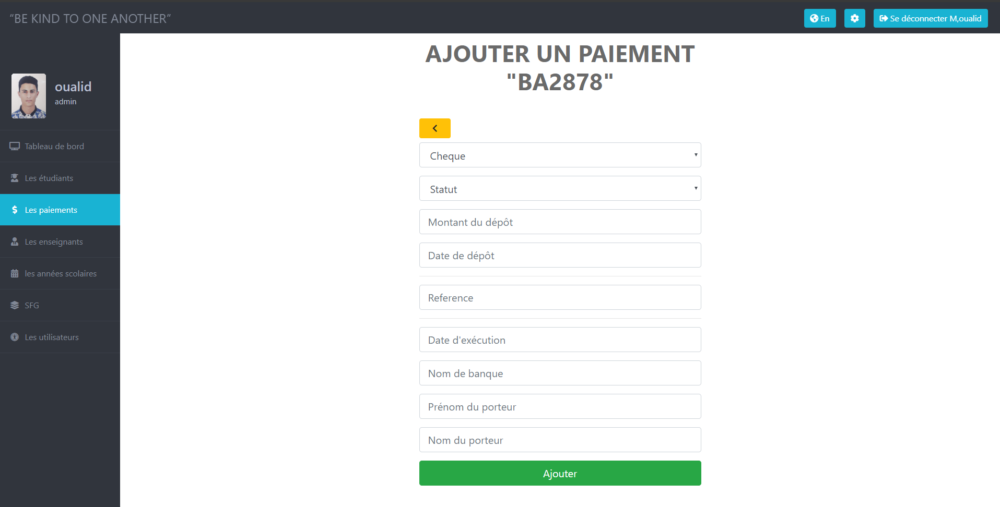 “BE KIND TO ONE ANOTHER”
En
Se déconnecter M,oualid
oualid
admin
Tableau de bord
Les étudiants
Les paiements
Les enseignants
les années scolaires
SFG
Les utilisateurs
AJOUTER UN PAIEMENT
"BA2878"
Cheque
Statut
Montant du dépôt
Date de dépôt
Reference
Date d'exécution
Nom de banque
Prénom du porteur
Nom du porteur
Ajouter